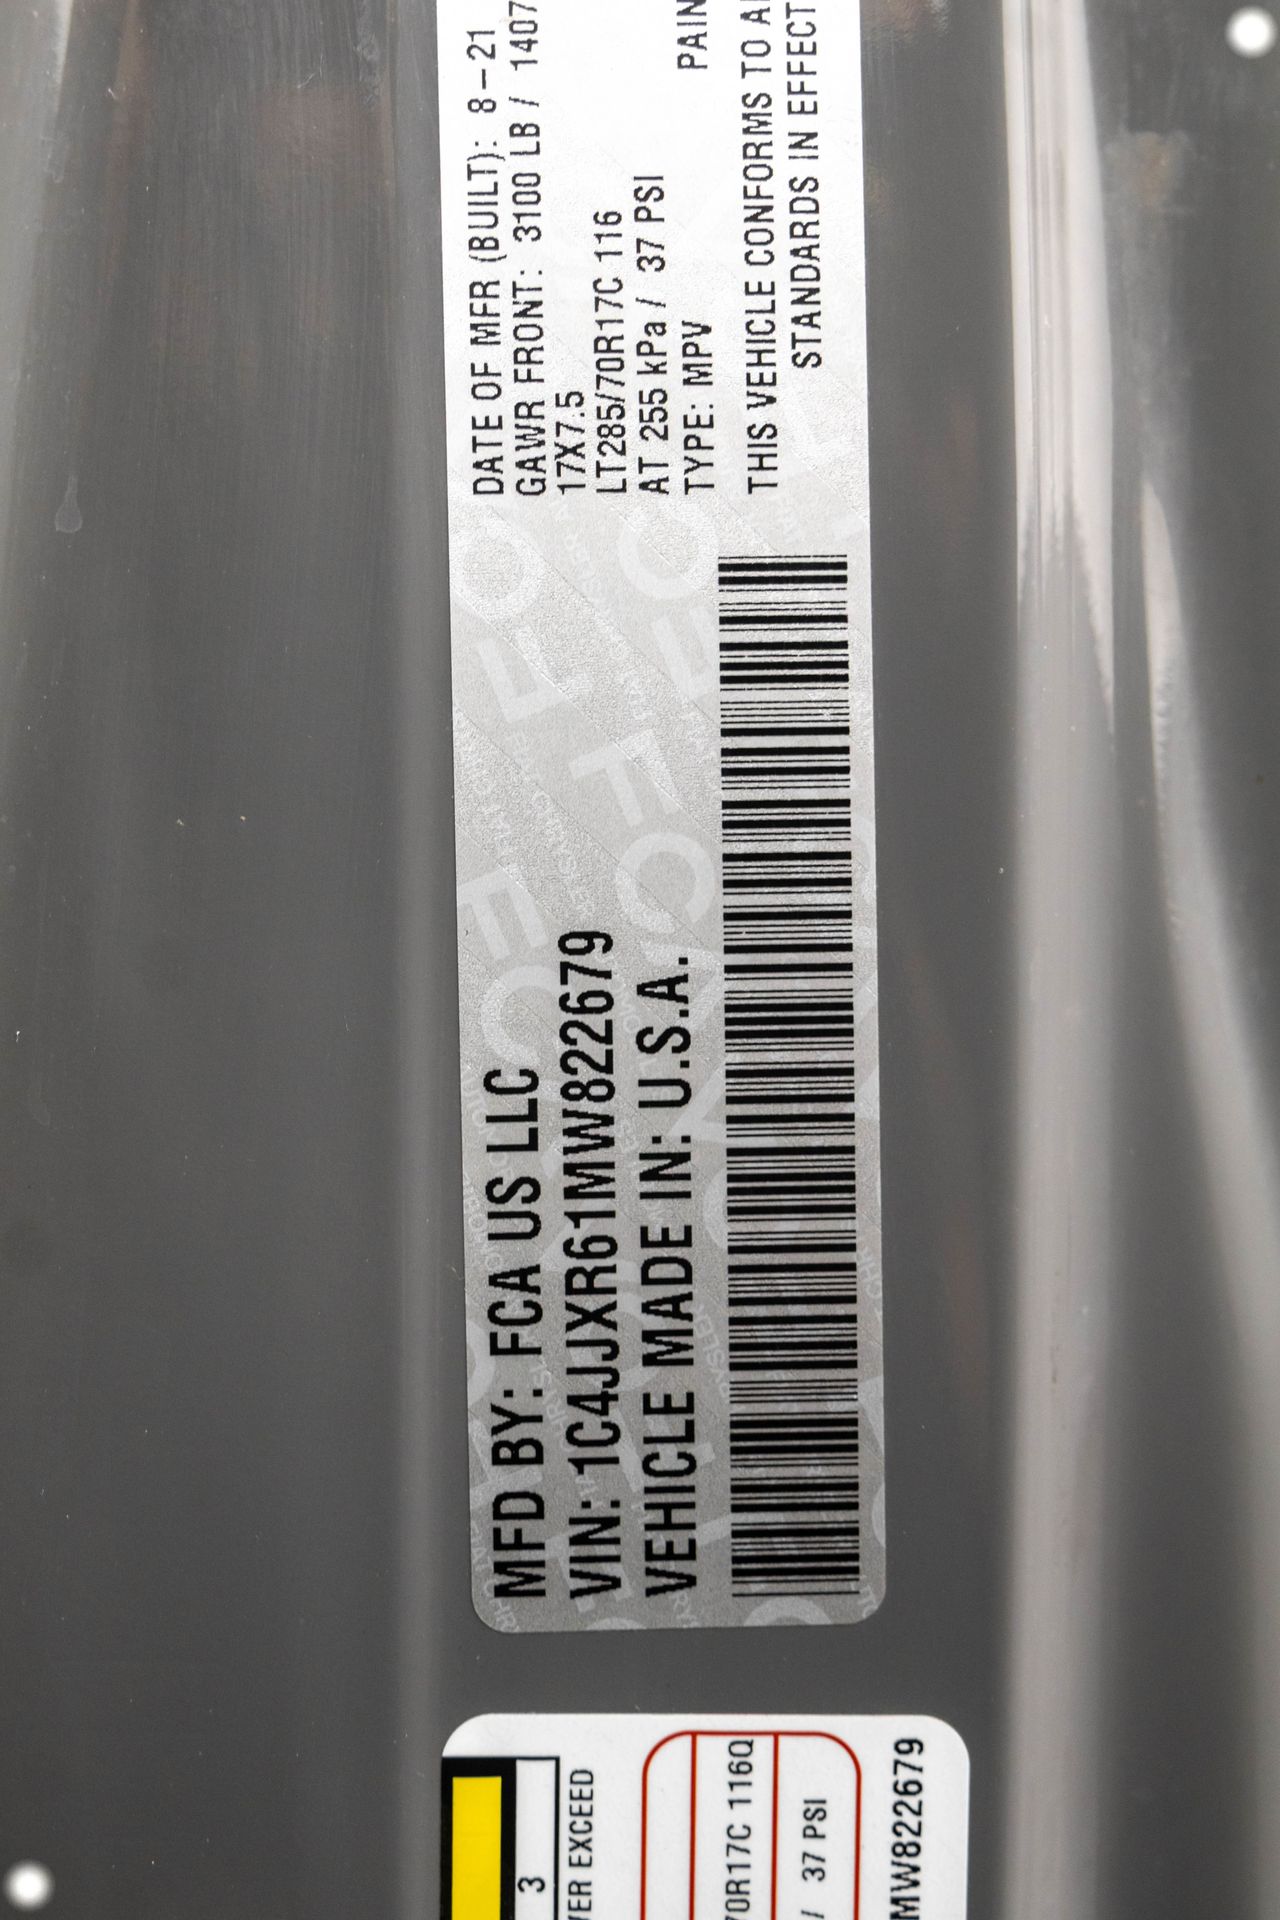 MFD BY: FCA US LLC
VIN: 1C4JJXR61MW822679
VEHICLE MADE IN: U.S.A.
DATE OF MFR (BUILT): 8-21
GAWR FRONT: 3100 LB / 1407
17X7.5
LT285/70R17C 116
AT 255 kPa / 37 PSI
TYPE: MPV PAIN
THIS VEHICLE CONFORMS TO
STANDARDS IN EFFECT
3
VER EXCEED
70R17C 116Q
/ 37 PSI
MW822679